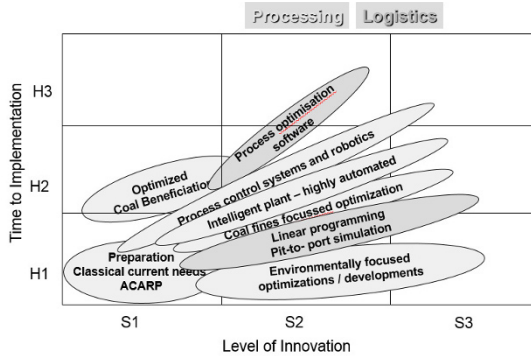 Processing Logistics
Time to Implementation
H3
H2
H1
Process optimisation
software
Optimized
Coal Beneficiation
Process control systems and robotics
Intelligent plant – highly automated
Coal fines focussed optimization
Linear programming
Pit-to- port simulation
Preparation
Classical current needs
ACARP
Environmentally focused
optimizations / developments
S1 S2 S3
Level of Innovation